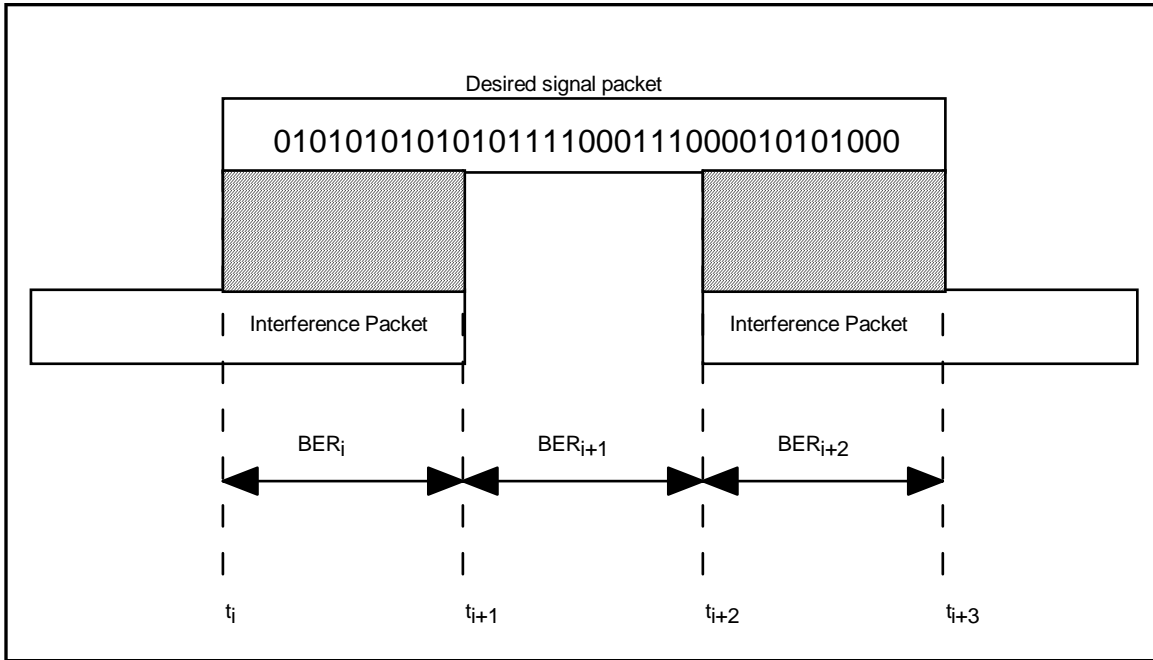 Desired signal packet
010101010101011110001110000010101000
Interference Packet Interference Packet
BERi BERi+1 BERi+2
ti ti+1 ti+2 ti+3